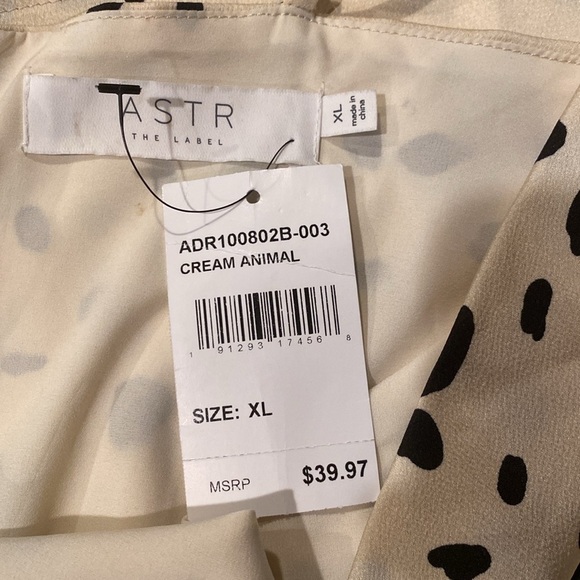 ASTR
THE LABEL
XL
made in
china
ADR100802B-003
CREAM ANIMAL
1 91293 17456 8
SIZE: XL
MSRP $39.97